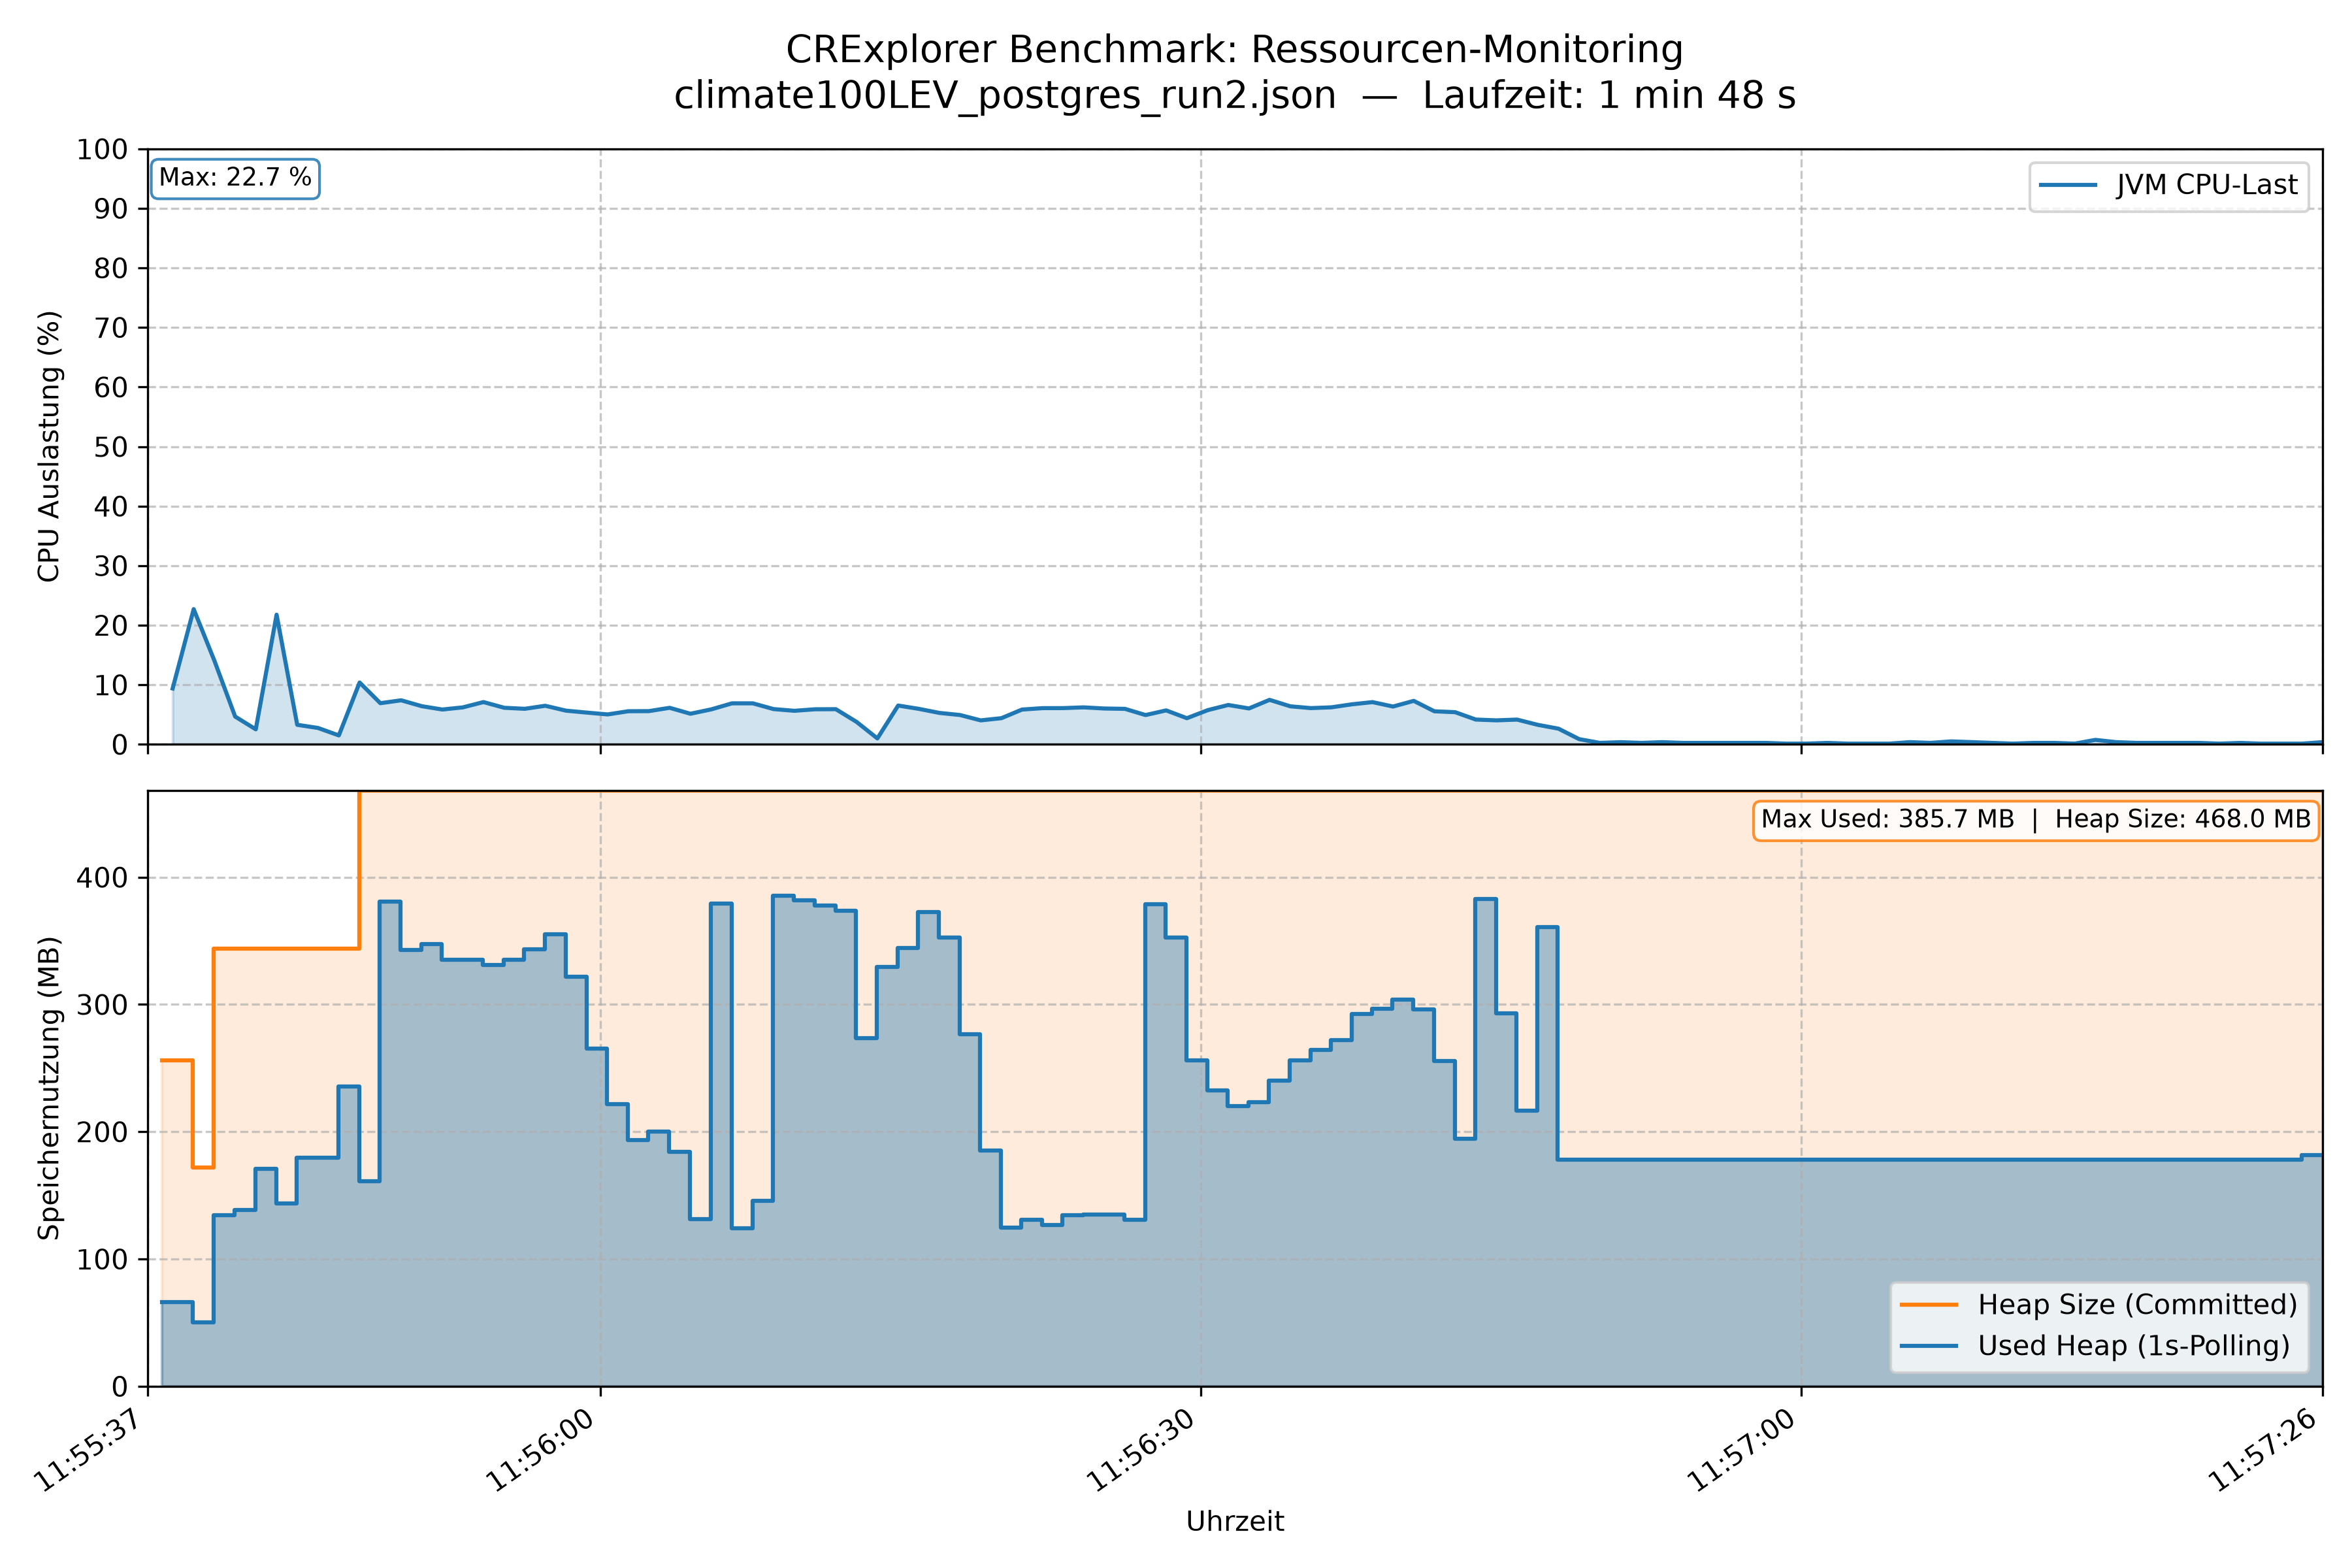 CRExplorer Benchmark: Ressourcen-Monitoring
climate100LEV_postgres_run2.json — Laufzeit: 1 min 48 s
CPU Auslastung (%)
100
90
80
70
60
50
40
30
20
10
0
Max: 22.7 %
JVM CPU-Last
Speichernutzung (MB)
400
300
200
100
0
Max Used: 385.7 MB | Heap Size: 468.0 MB
Heap Size (Committed)
Used Heap (1s-Polling)
11:55:37
11:56:00
11:56:30
11:57:00
11:57:26
Uhrzeit